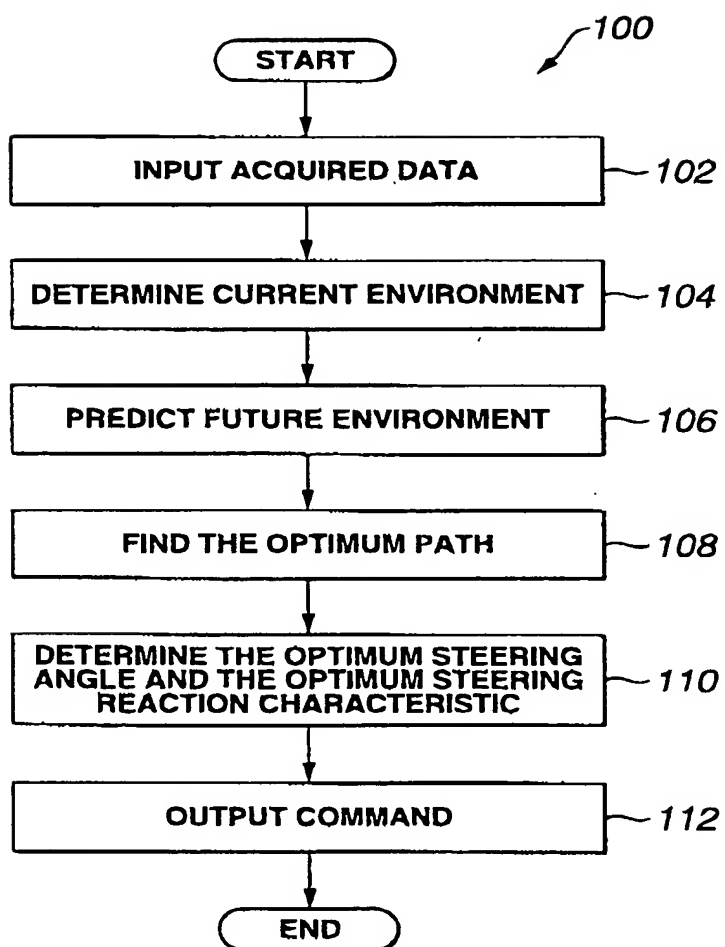 100
START
INPUT ACQUIRED DATA
102
DETERMINE CURRENT ENVIRONMENT
104
PREDICT FUTURE ENVIRONMENT
106
FIND THE OPTIMUM PATH
108
DETERMINE THE OPTIMUM STEERING
ANGLE AND THE OPTIMUM STEERING
REACTION CHARACTERISTIC
110
OUTPUT COMMAND
112
END